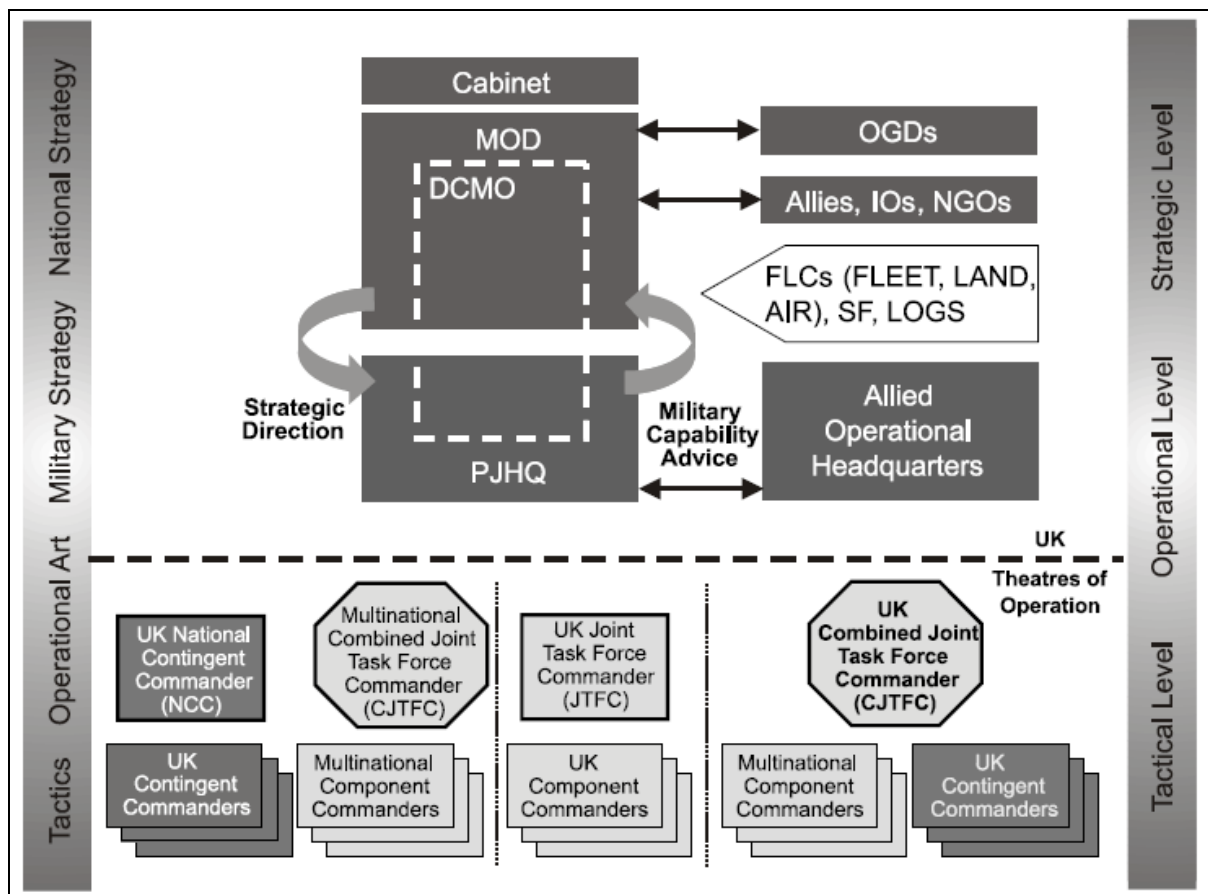 National Strategy
Military Strategy
Operational Art
Tactics
Cabinet
MOD
DCMO
OGDs
Allies, IOs, NGOs
FLCs (FLEET, LAND,
AIR), SF, LOGS
Strategic
Direction
PJHQ
Military
Capability
Advice
Allied
Operational
Headquarters
Strategic Level
Operational Level
Tactical Level
UK
Theatres of
Operation
UK National
Contingent
Commander
(NCC)
Multinational
Combined Joint
Task Force
Commander
(CJTFC)
UK Joint
Task Force
Commander
(JTFC)
UK
Combined Joint
Task Force
Commander
(CJTFC)
UK
Contingent
Commanders
Multinational
Component
Commanders
UK
Component
Commanders
Multinational
Component
Commanders
UK
Contingent
Commanders